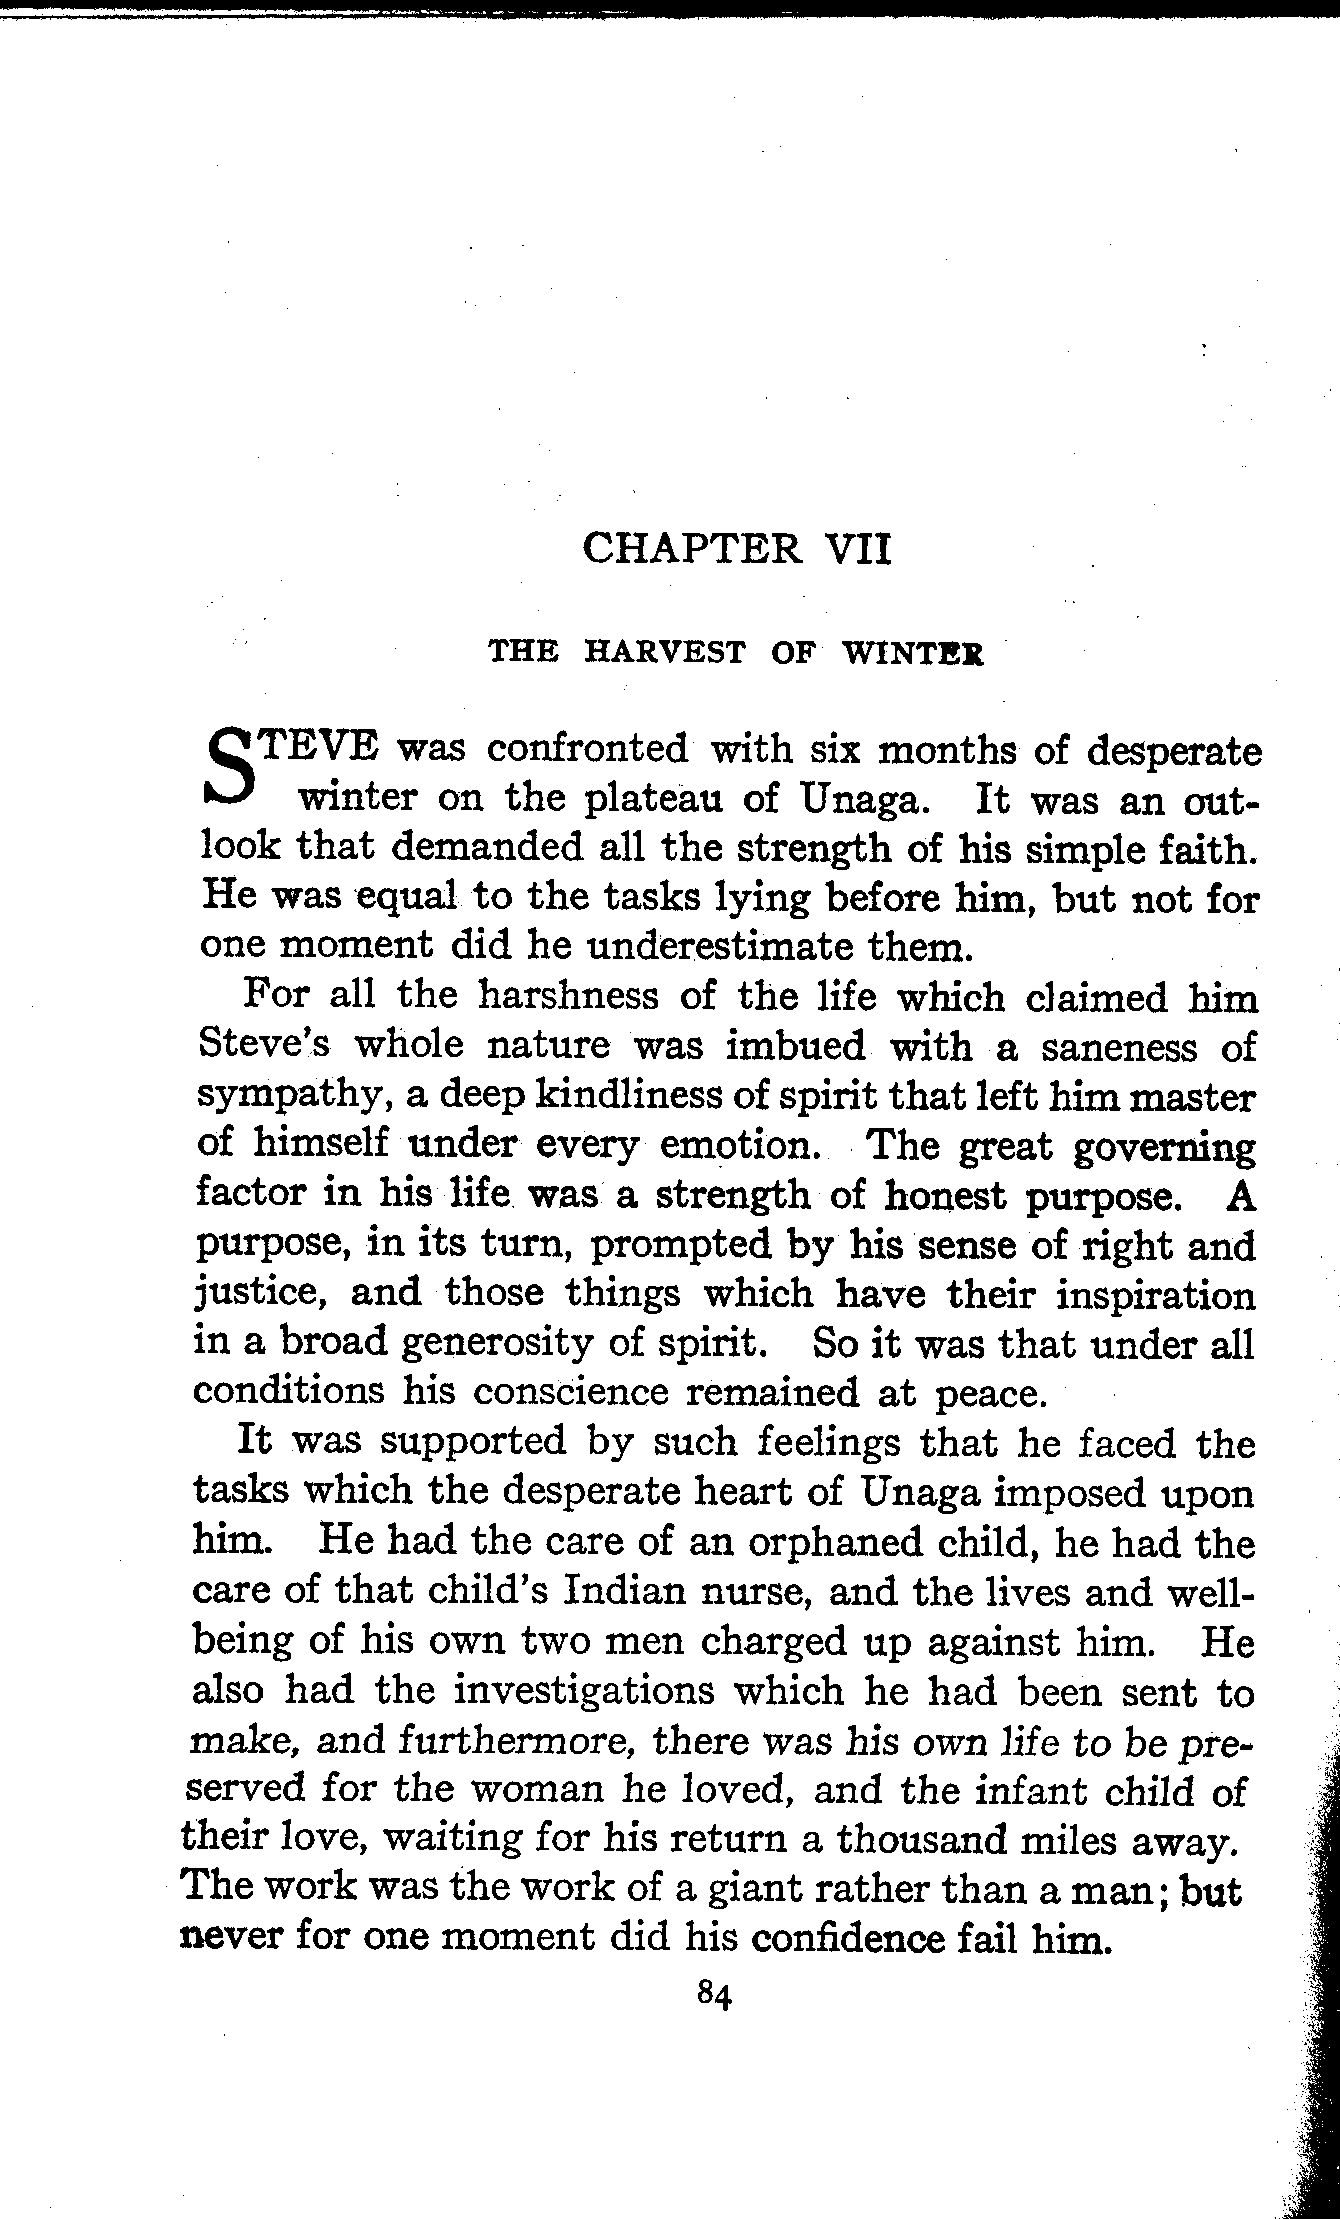 CHAPTER VII
THE HARVEST OF WINTER
STEVE was confronted with six months of desperate
winter on the plateau of Unaga. It was an out-
look that demanded all the strength of his simple faith.
He was equal to the tasks lying before him, but not for
one moment did he underestimate them.
For all the harshness of the life which claimed him
Steve's whole nature was imbued with a saneness of
sympathy, a deep kindliness of spirit that left him master
of himself under every emotion. The great governing
factor in his life was a strength of honest purpose. A
purpose, in its turn, prompted by his sense of right and
justice, and those things which have their inspiration
in a broad generosity of spirit. So it was that under all
conditions his conscience remained at peace.
It was supported by such feelings that he faced the
tasks which the desperate heart of Unaga imposed upon
him. He had the care of an orphaned child, he had the
care of that child's Indian nurse, and the lives and well-
being of his own two men charged up against him. He
also had the investigations which he had been sent to
make, and furthermore, there was his own life to be pre-
served for the woman he loved, and the infant child of
their love, waiting for his return a thousand miles away.
The work was the work of a giant rather than a man; but
never for one moment did his confidence fail him.
84